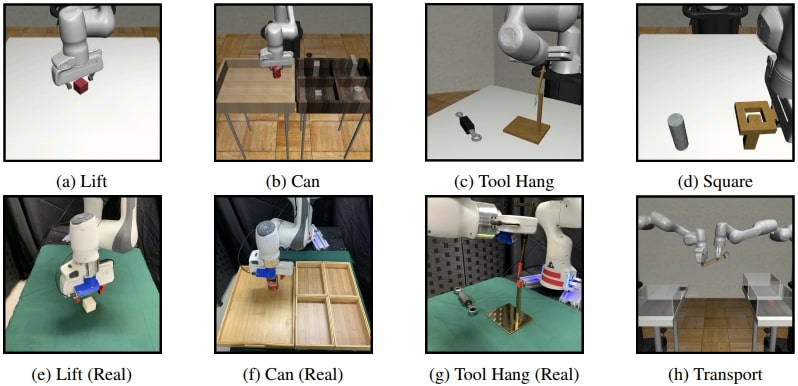 (a) Lift
(b) Can
(c) Tool Hang
(d) Square
(e) Lift (Real)
(f) Can (Real)
(g) Tool Hang (Real)
(h) Transport